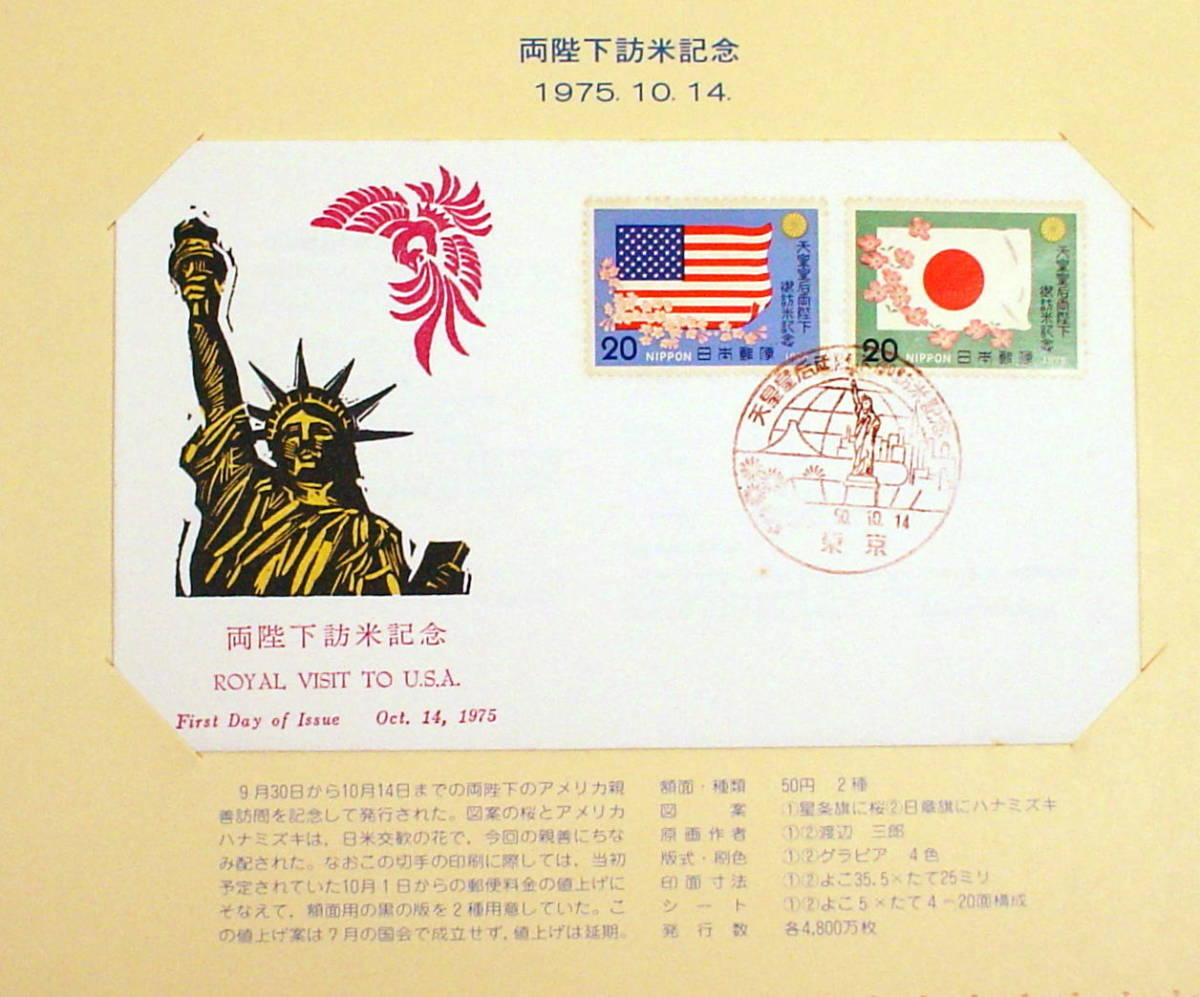 両陛下訪米記念
1975. 10. 14.
天皇皇后両陛下
御訪米記念
20 NIPPON 日本郵便 1975
天皇皇后両陛下
御訪米記念
20 NIPPON 日本郵便 1975
天皇皇后両陛下御訪米記念
50. 10. 14
東京
両陛下訪米記念
ROYAL VISIT TO U.S.A.
First Day of Issue Oct. 14, 1975
9月30日から10月14日までの両陛下のアメリカ親
善訪問を記念して発行された。図案の桜とアメリカ
ハナミズキは、日米交歓の花で、今回の親善にちな
み配された。なおこの切手の印刷に際しては、当初
予定されていた10月1日からの郵便料金の値上げに
そなえて、額面用の黒の版を2種用意していた。こ
の値上げ案は7月の国会で成立せず、値上げは延期。
額面・種類 50円 2種
図案 ①星条旗に桜②日章旗にハナミズキ
原画作者 ①②渡辺 三郎
版式・刷色 ①②グラビア 4色
印面寸法 ①②よこ35.5×たて25ミリ
シート ①②よこ5×たて4=20面構成
発行数 各4,800万枚